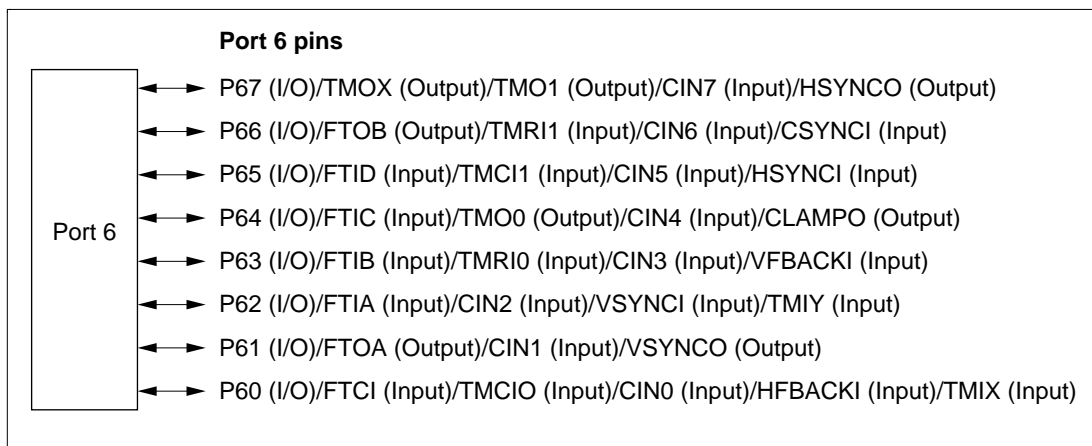 Port 6 pins
Port 6
P67 (I/O)/TMOX (Output)/TMO1 (Output)/CIN7 (Input)/HSYNCO (Output)
P66 (I/O)/FTOB (Output)/TMRI1 (Input)/CIN6 (Input)/CSYNCI (Input)
P65 (I/O)/FTID (Input)/TMCI1 (Input)/CIN5 (Input)/HSYNCI (Input)
P64 (I/O)/FTIC (Input)/TMO0 (Output)/CIN4 (Input)/CLAMPO (Output)
P63 (I/O)/FTIB (Input)/TMRI0 (Input)/CIN3 (Input)/VFBACKI (Input)
P62 (I/O)/FTIA (Input)/CIN2 (Input)/VSYNCI (Input)/TMIY (Input)
P61 (I/O)/FTOA (Output)/CIN1 (Input)/VSYNCO (Output)
P60 (I/O)/FTCI (Input)/TMCIO (Input)/CIN0 (Input)/HFBACKI (Input)/TMIX (Input)